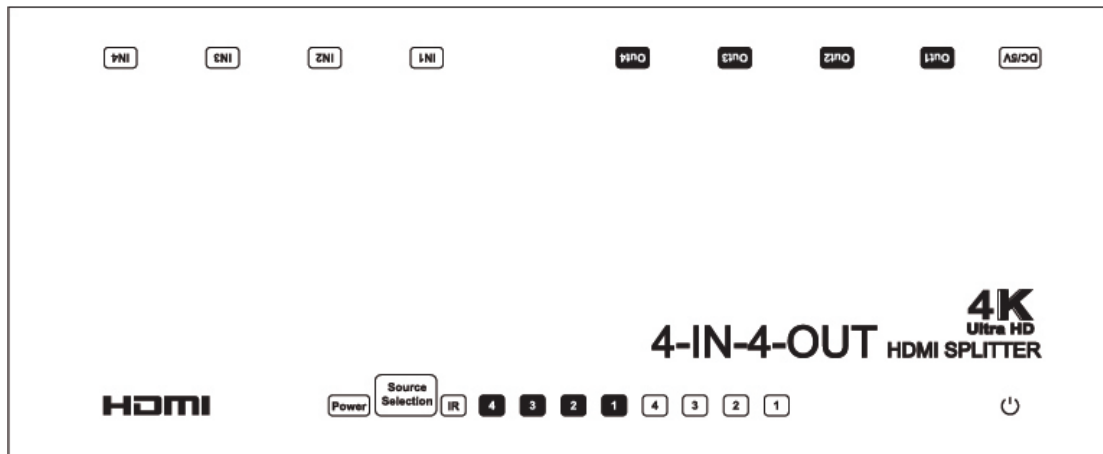 IN4 IN3 IN2 IN1 Out4 Out3 Out2 Out1 DC/5V
4K
Ultra HD
4-IN-4-OUT HDMI SPLITTER
HDMI Power Source Selection IR 4 3 2 1 4 3 2 1